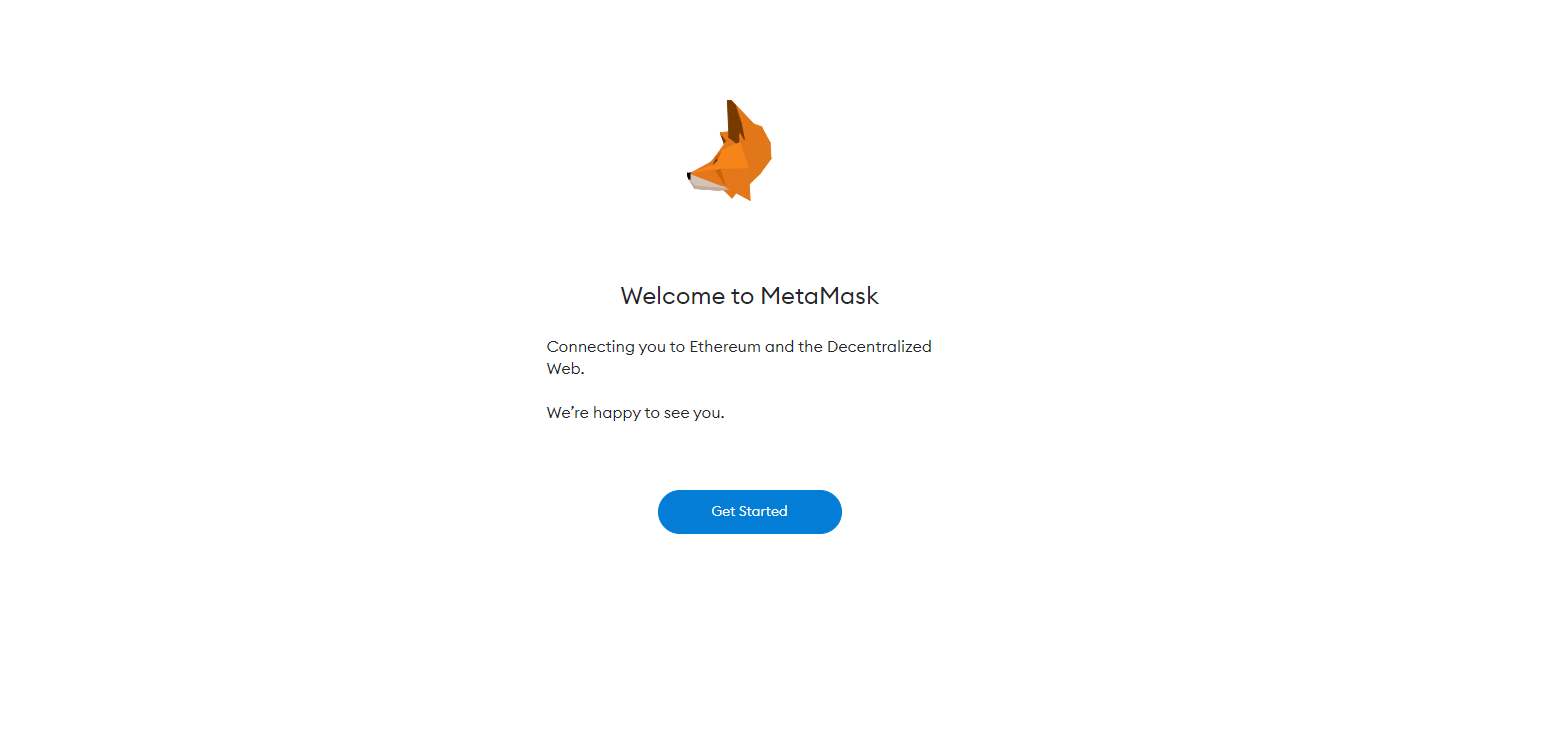 Welcome to MetaMask
Connecting you to Ethereum and the Decentralized
Web.
We’re happy to see you.
Get Started